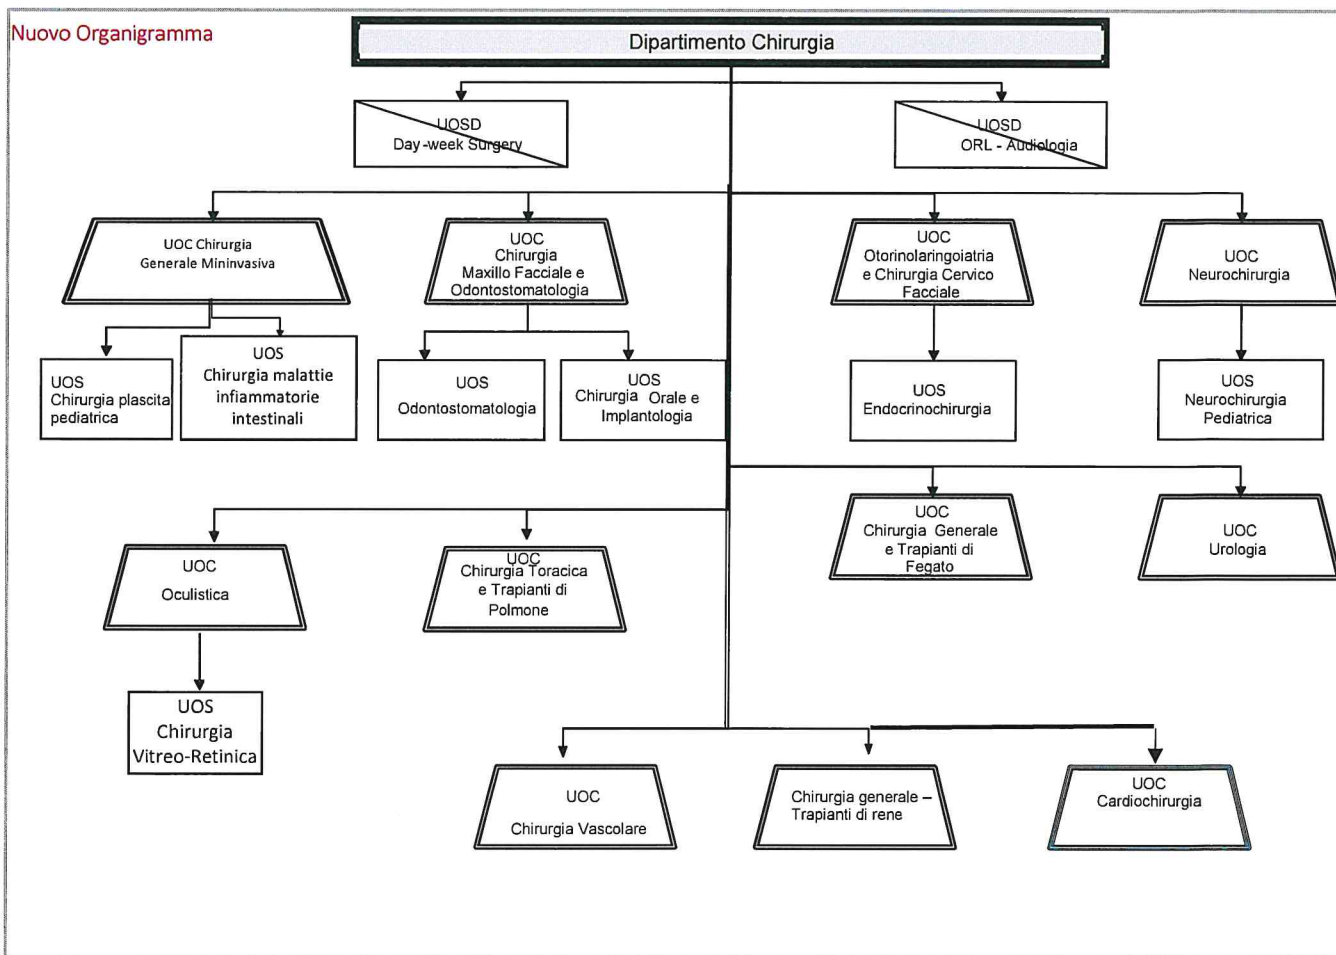 Nuovo Organigramma
Dipartimento Chirurgia
UOSD
Day-week Surgery
UOSD
ORL - Audiologia
UOC Chirurgia
Generale Mininvasiva
UOC
Chirurgia
Maxillo Facciale e
Odontostomatologia
UOC
Otorinolaringoiatria
e Chirurgia Cervico
Facciale
UOC
Neurochirurgia
UOS
Chirurgia plascita
pediatrica
UOS
Chirurgia malattie
infiammatorie
intestinali
UOS
Odontostomatologia
UOS
Chirurgia Orale e
Implantologia
UOS
Endocrinochirurgia
UOS
Neurochirurgia
Pediatrica
UOC
Oculistica
UOC
Chirurgia Toracica
e Trapianti di
Polmone
UOC
Chirurgia Generale
e Trapianti di
Fegato
UOC
Urologia
UOS
Chirurgia
Vitreo-Retinica
UOC
Chirurgia Vascolare
Chirurgia generale –
Trapianti di rene
UOC
Cardiochirurgia